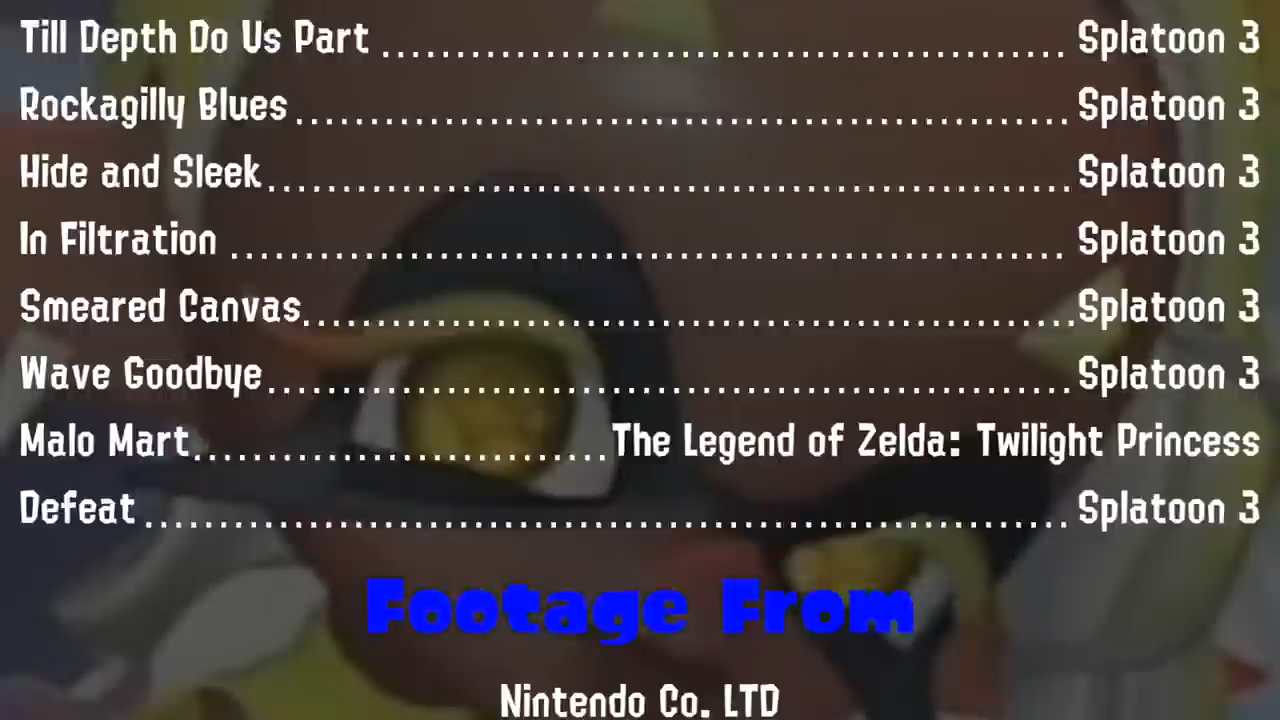 Till Depth Do Us Part ........................................ Splatoon 3
Rockagilly Blues ............................................. Splatoon 3
Hide and Sleek ............................................... Splatoon 3
In Filtration ................................................. Splatoon 3
Smeared Canvas ............................................. Splatoon 3
Wave Goodbye ............................................... Splatoon 3
Malo Mart ........................ The Legend of Zelda: Twilight Princess
Defeat ...................................................... Splatoon 3
Footage From
Nintendo Co. LTD